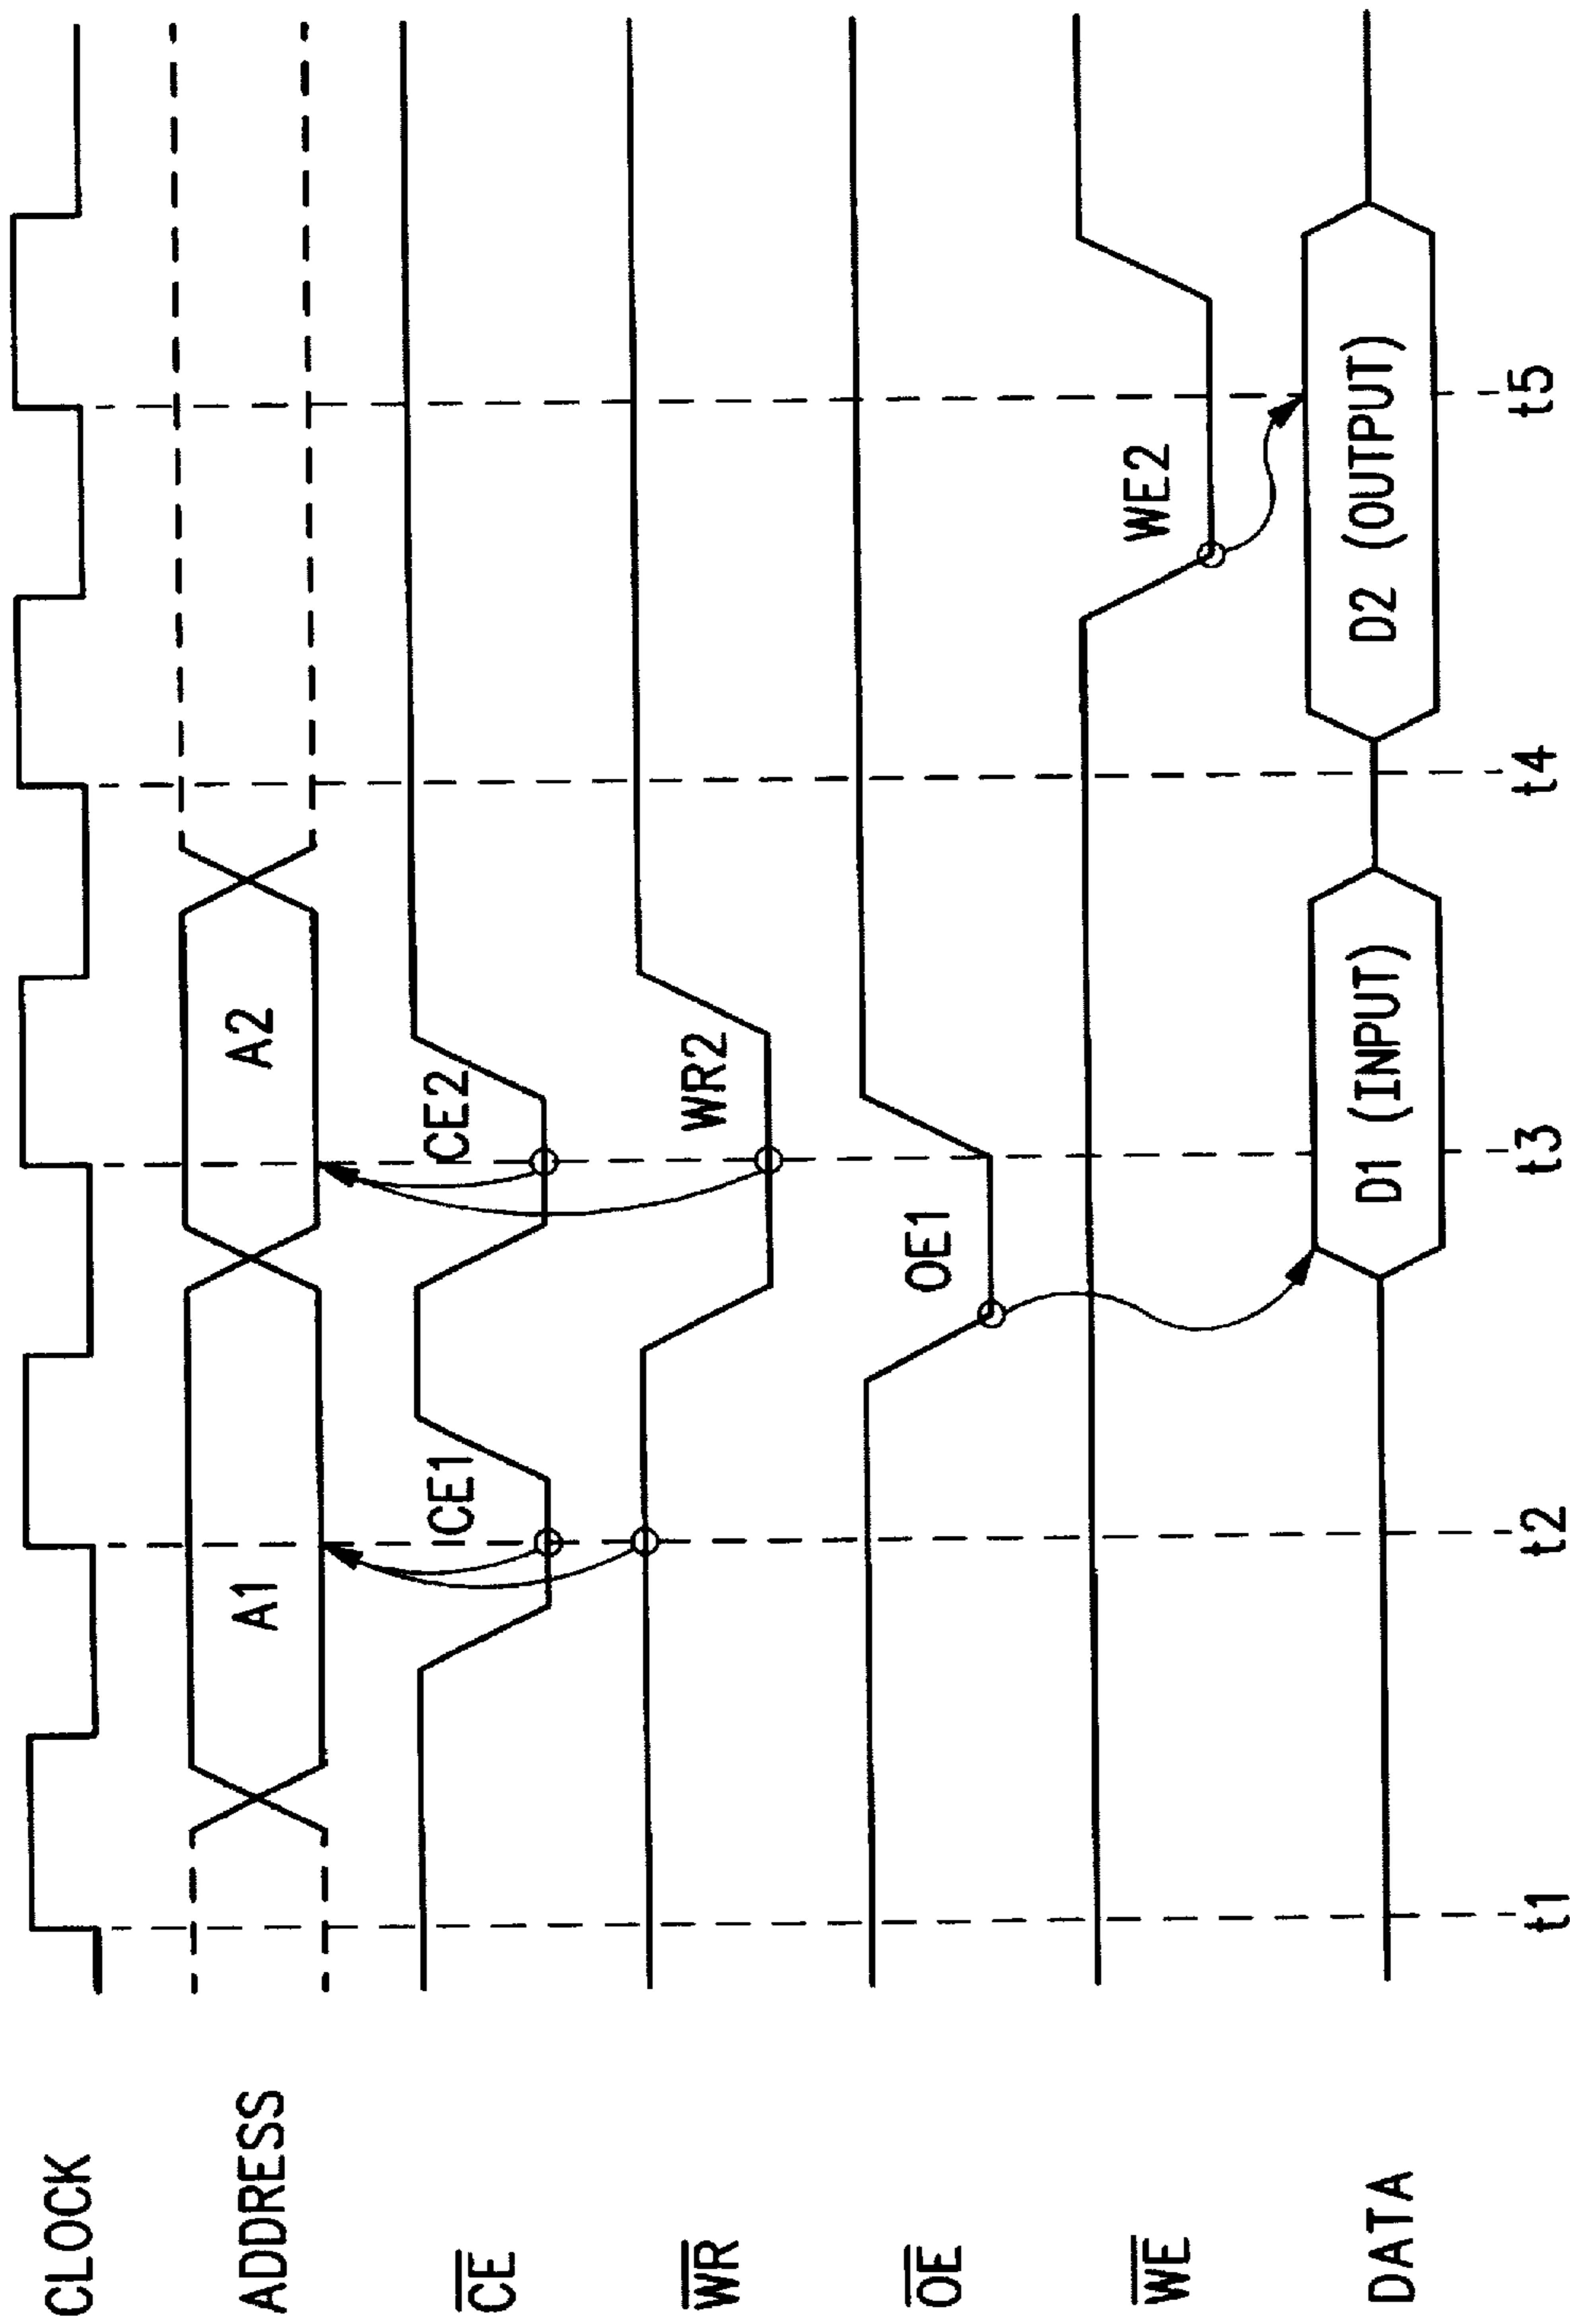 CLOCK
ADDRESS A1 A2
CE CE1 CE2
WR WR2
OE OE1
WE WE2
DATA D1 (INPUT) D2 (OUTPUT)
t1 t2 t3 t4 t5